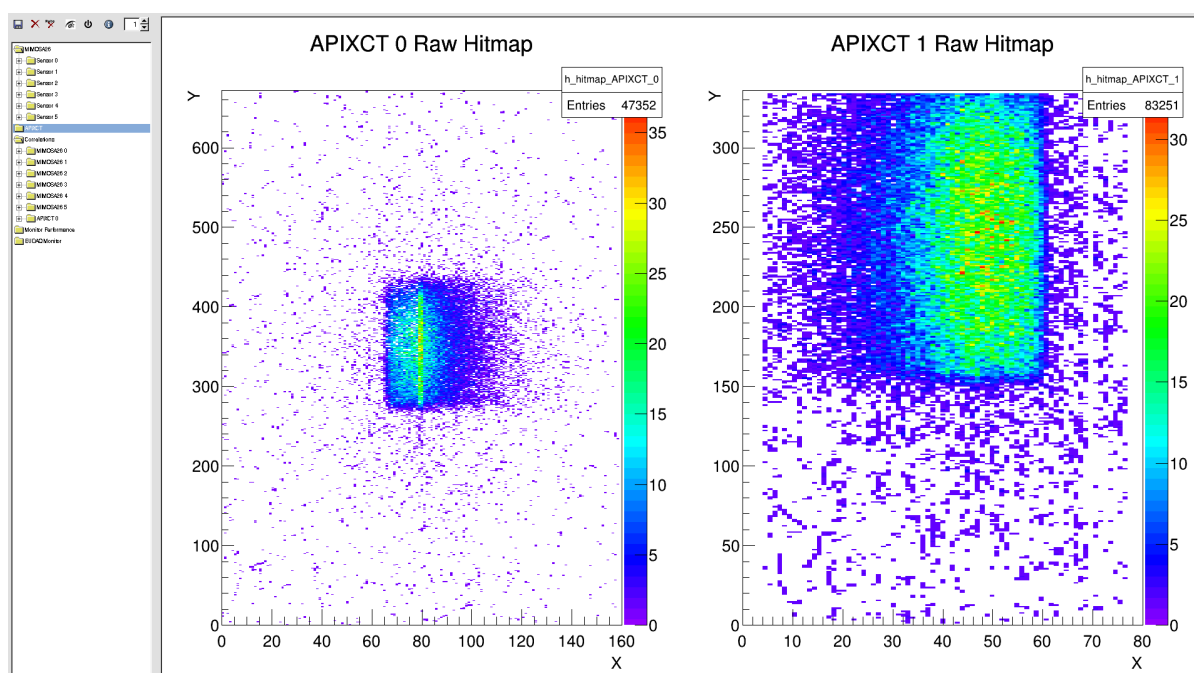 1
MIMOSA26
Sensor 0
Sensor 1
Sensor 2
Sensor 3
Sensor 4
Sensor 5
APIXCT
Correlations
MIMOSA26 0
MIMOSA26 1
MIMOSA26 2
MIMOSA26 3
MIMOSA26 4
MIMOSA26 5
APIXCT 0
Monitor Performance
EUDAQ Monitor
APIXCT 0 Raw Hitmap
h_hitmap_APIXCT_0
Entries 47352
Y
600
500
400
300
200
100
0
0 20 40 60 80 100 120 140 160
X
35
30
25
20
15
10
5
0
APIXCT 1 Raw Hitmap
h_hitmap_APIXCT_1
Entries 83251
Y
300
250
200
150
100
50
0
0 10 20 30 40 50 60 70 80
X
30
25
20
15
10
5
0